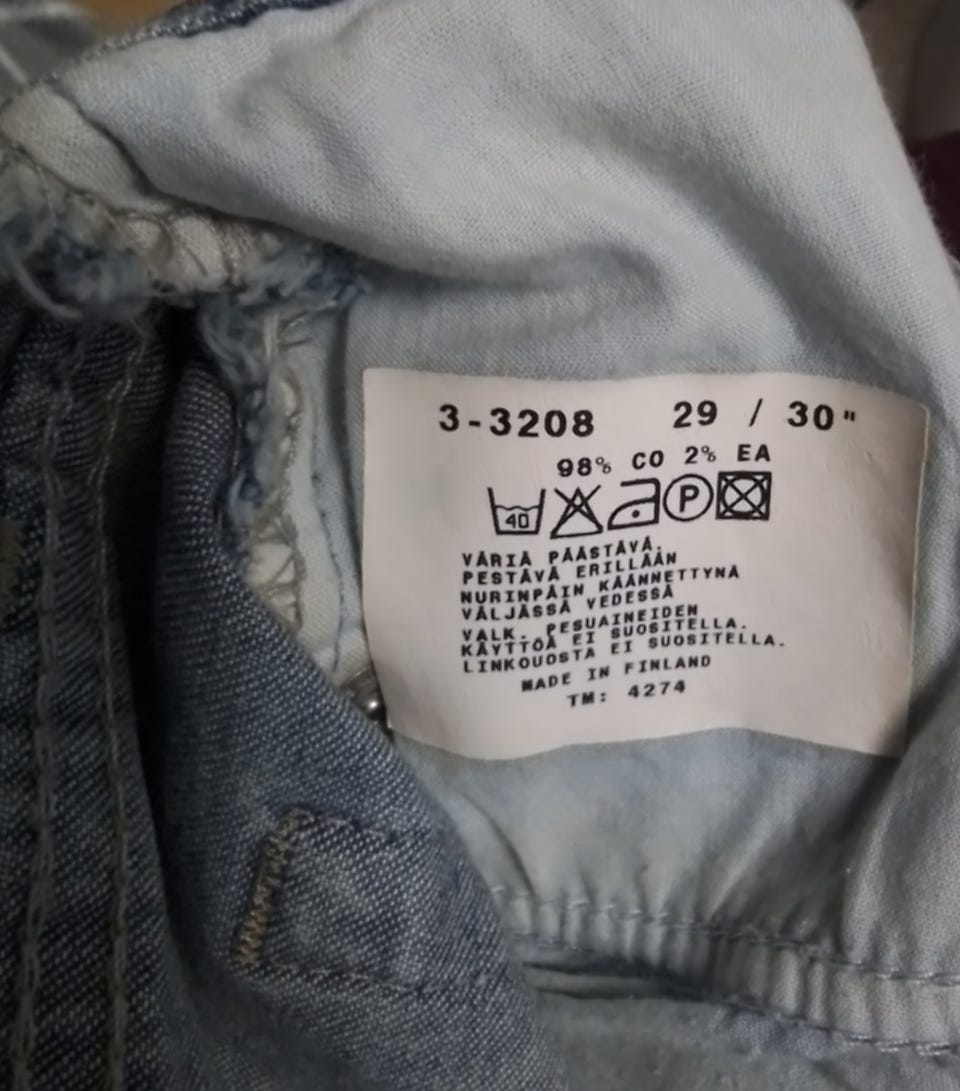 3-3208 29 / 30"
98% CO 2% EA
40 P
VÄRIÄ PÄÄSTÄVÄ.
PESTÄVÄ ERILLÄÄN
NURINPÄIN KÄÄNNETTYNÄ
VÄLJÄSSÄ VEDESSÄ
VALK. PESUAINEIDEN
KÄYTTÖÄ EI SUOSITELLA.
LINKOUOSTA EI SUOSITELLA.
MADE IN FINLAND
TM: 4274